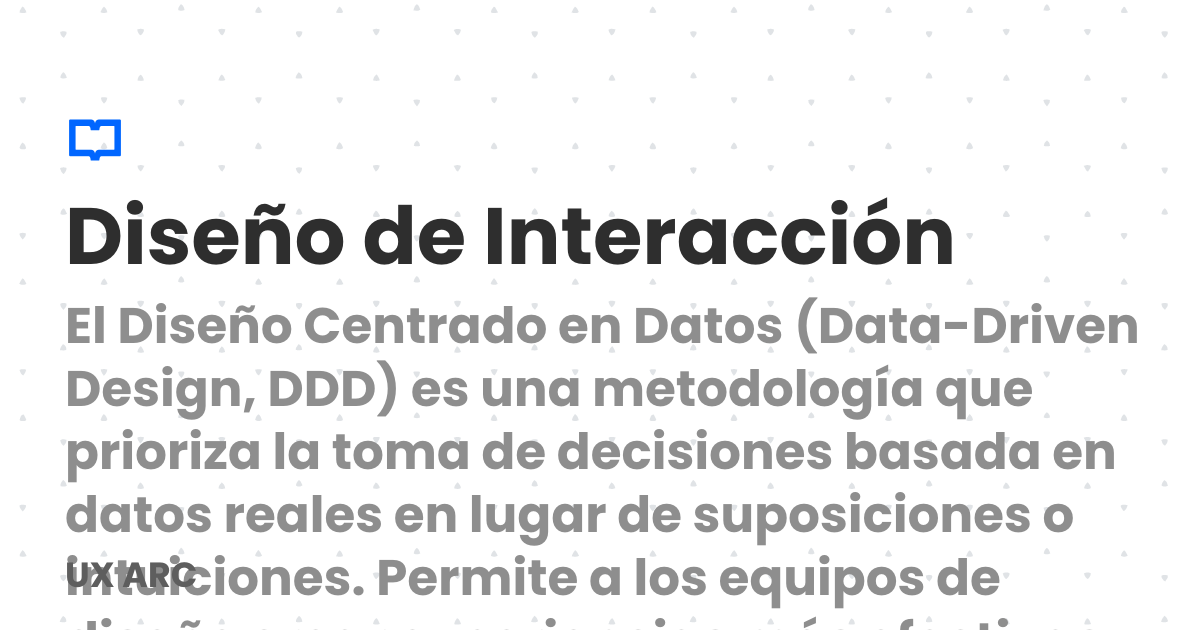 Diseño de Interacción
El Diseño Centrado en Datos (Data-Driven
Design, DDD) es una metodología que
prioriza la toma de decisiones basada en
datos reales en lugar de suposiciones o
intuiciones. Permite a los equipos de
UX ARC